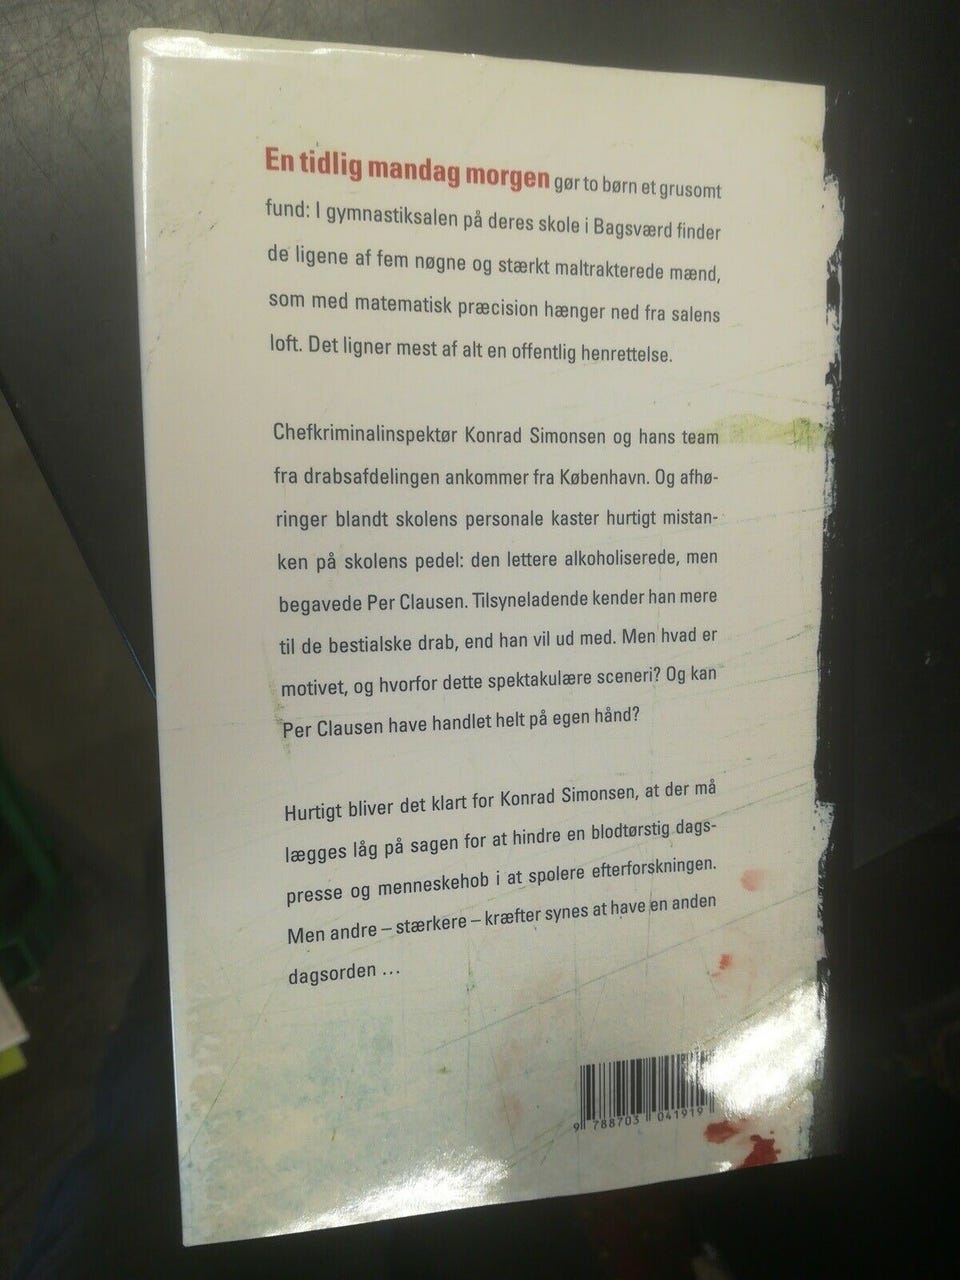 En tidlig mandag morgen gør to børn et grusomt
fund: I gymnastiksalen på deres skole i Bagsværd finder
de ligene af fem nøgne og stærkt maltrakterede mænd,
som med matematisk præcision hænger ned fra salens
loft. Det ligner mest af alt en offentlig henrettelse.
Chefkriminalinspektør Konrad Simonsen og hans team
fra drabsafdelingen ankommer fra København. Og afhø-
ringer blandt skolens personale kaster hurtigt mistan-
ken på skolens pedel: den lettere alkoholiserede, men
begavede Per Clausen. Tilsyneladende kender han mere
til de bestialske drab, end han vil ud med. Men hvad er
motivet, og hvorfor dette spektakulære sceneri? Og kan
Per Clausen have handlet helt på egen hånd?
Hurtigt bliver det klart for Konrad Simonsen, at der må
lægges låg på sagen for at hindre en blodtørstig dags-
presse og menneskehob i at spolere efterforskningen.
Men andre – stærkere – kræfter synes at have en anden
dagsorden ...
9 788703 041919